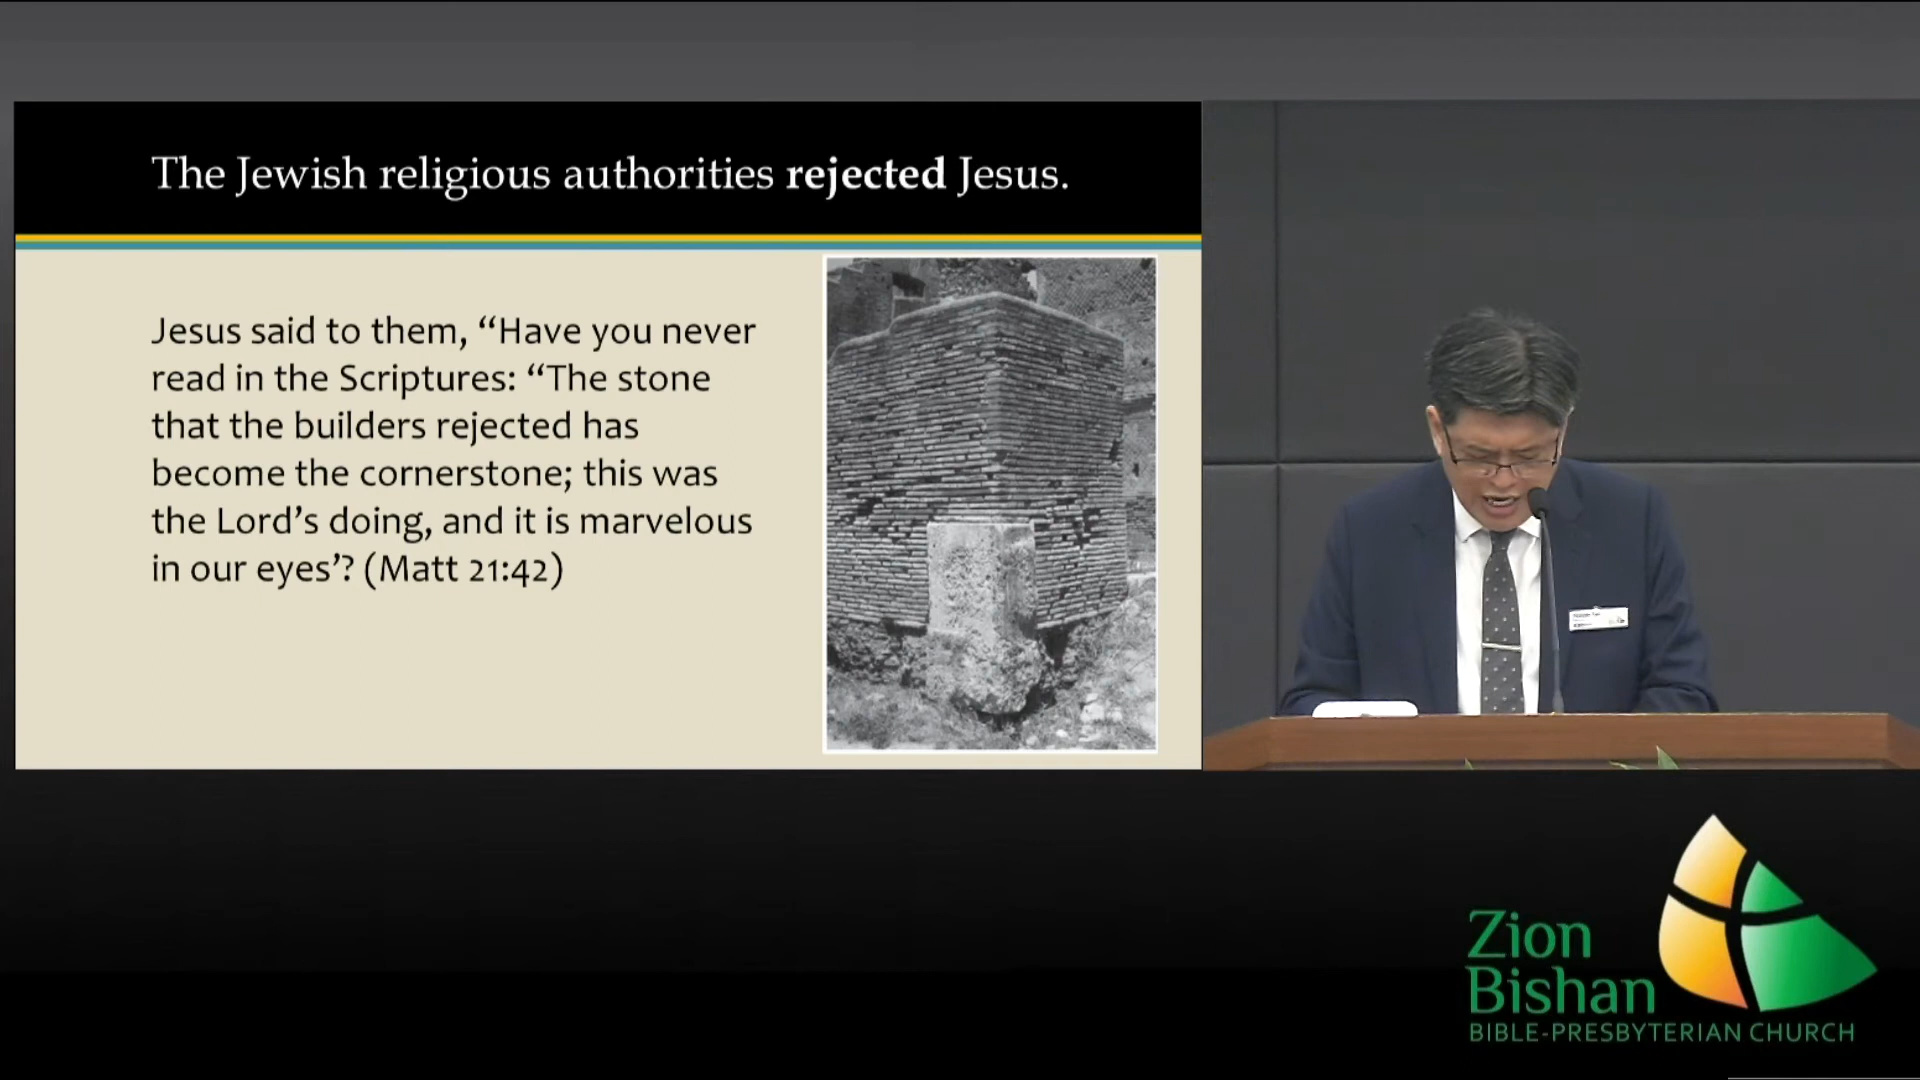 The Jewish religious authorities rejected Jesus.
Jesus said to them, “Have you never
read in the Scriptures: “The stone
that the builders rejected has
become the cornerstone; this was
the Lord’s doing, and it is marvelous
in our eyes’? (Matt 21:42)
Zion
Bishan
BIBLE-PRESBYTERIAN CHURCH